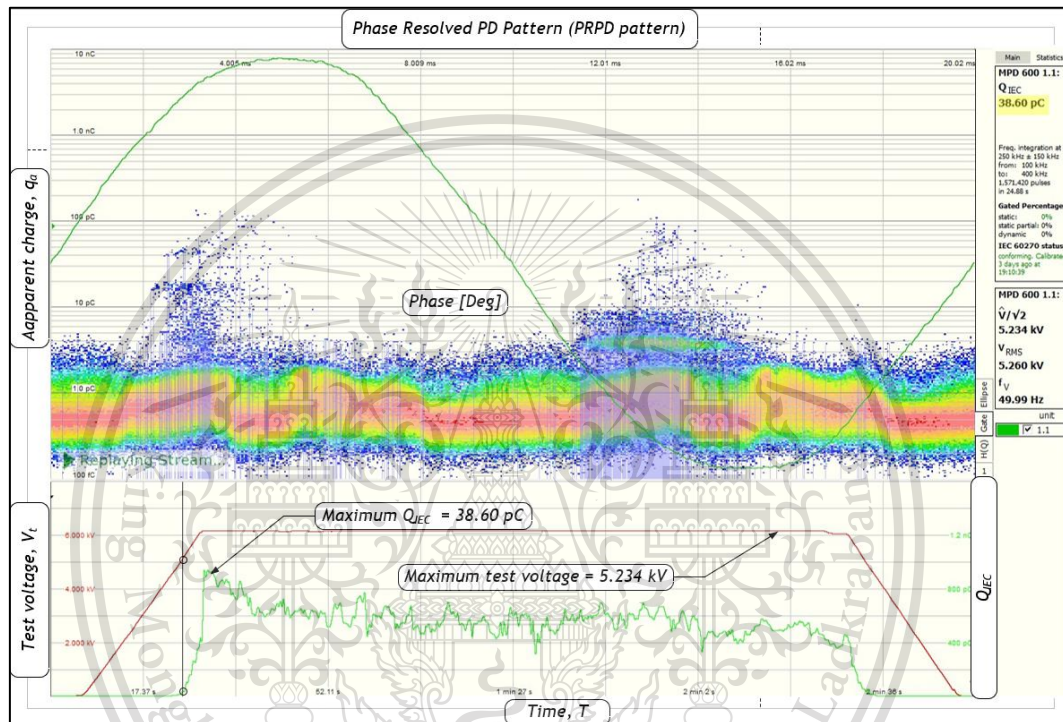 Phase Resolved PD Pattern (PRPD pattern)
10 nC
4.005 ms
8.009 ms
12.01 ms
16.02 ms
20.02 ms
1.0 nC
100 pC
10 pC
1.0 pC
100 fC
Aapparent charge, qa
Phase [Deg]
Replaying Stream...
Main
Statistics
MPD 600 1.1:
Q IEC
38.60 pC
Freq. integration at
250 kHz ± 150 kHz
from: 100 kHz
to: 400 kHz
1,571,420 pulses
in 24.88 s
Gated Percentage
static: 0%
static partial: 0%
dynamic 0%
IEC 60270 status
conforming. Calibrate
3 days ago at
19:10:39
MPD 600 1.1:
V̂/√2
5.234 kV
V RMS
5.260 kV
f V
49.99 Hz
unit
1.1
Ellipse
Gate
H(Q)
1
Test voltage, Vt
6.000 kV
4.000 kV
2.000 kV
Maximum QIEC = 38.60 pC
Maximum test voltage = 5.234 kV
1.2 n
800 p
400 p
QIEC
17.37 s
52.11 s
1 min 27 s
2 min 2 s
2 min 36 s
Time, T